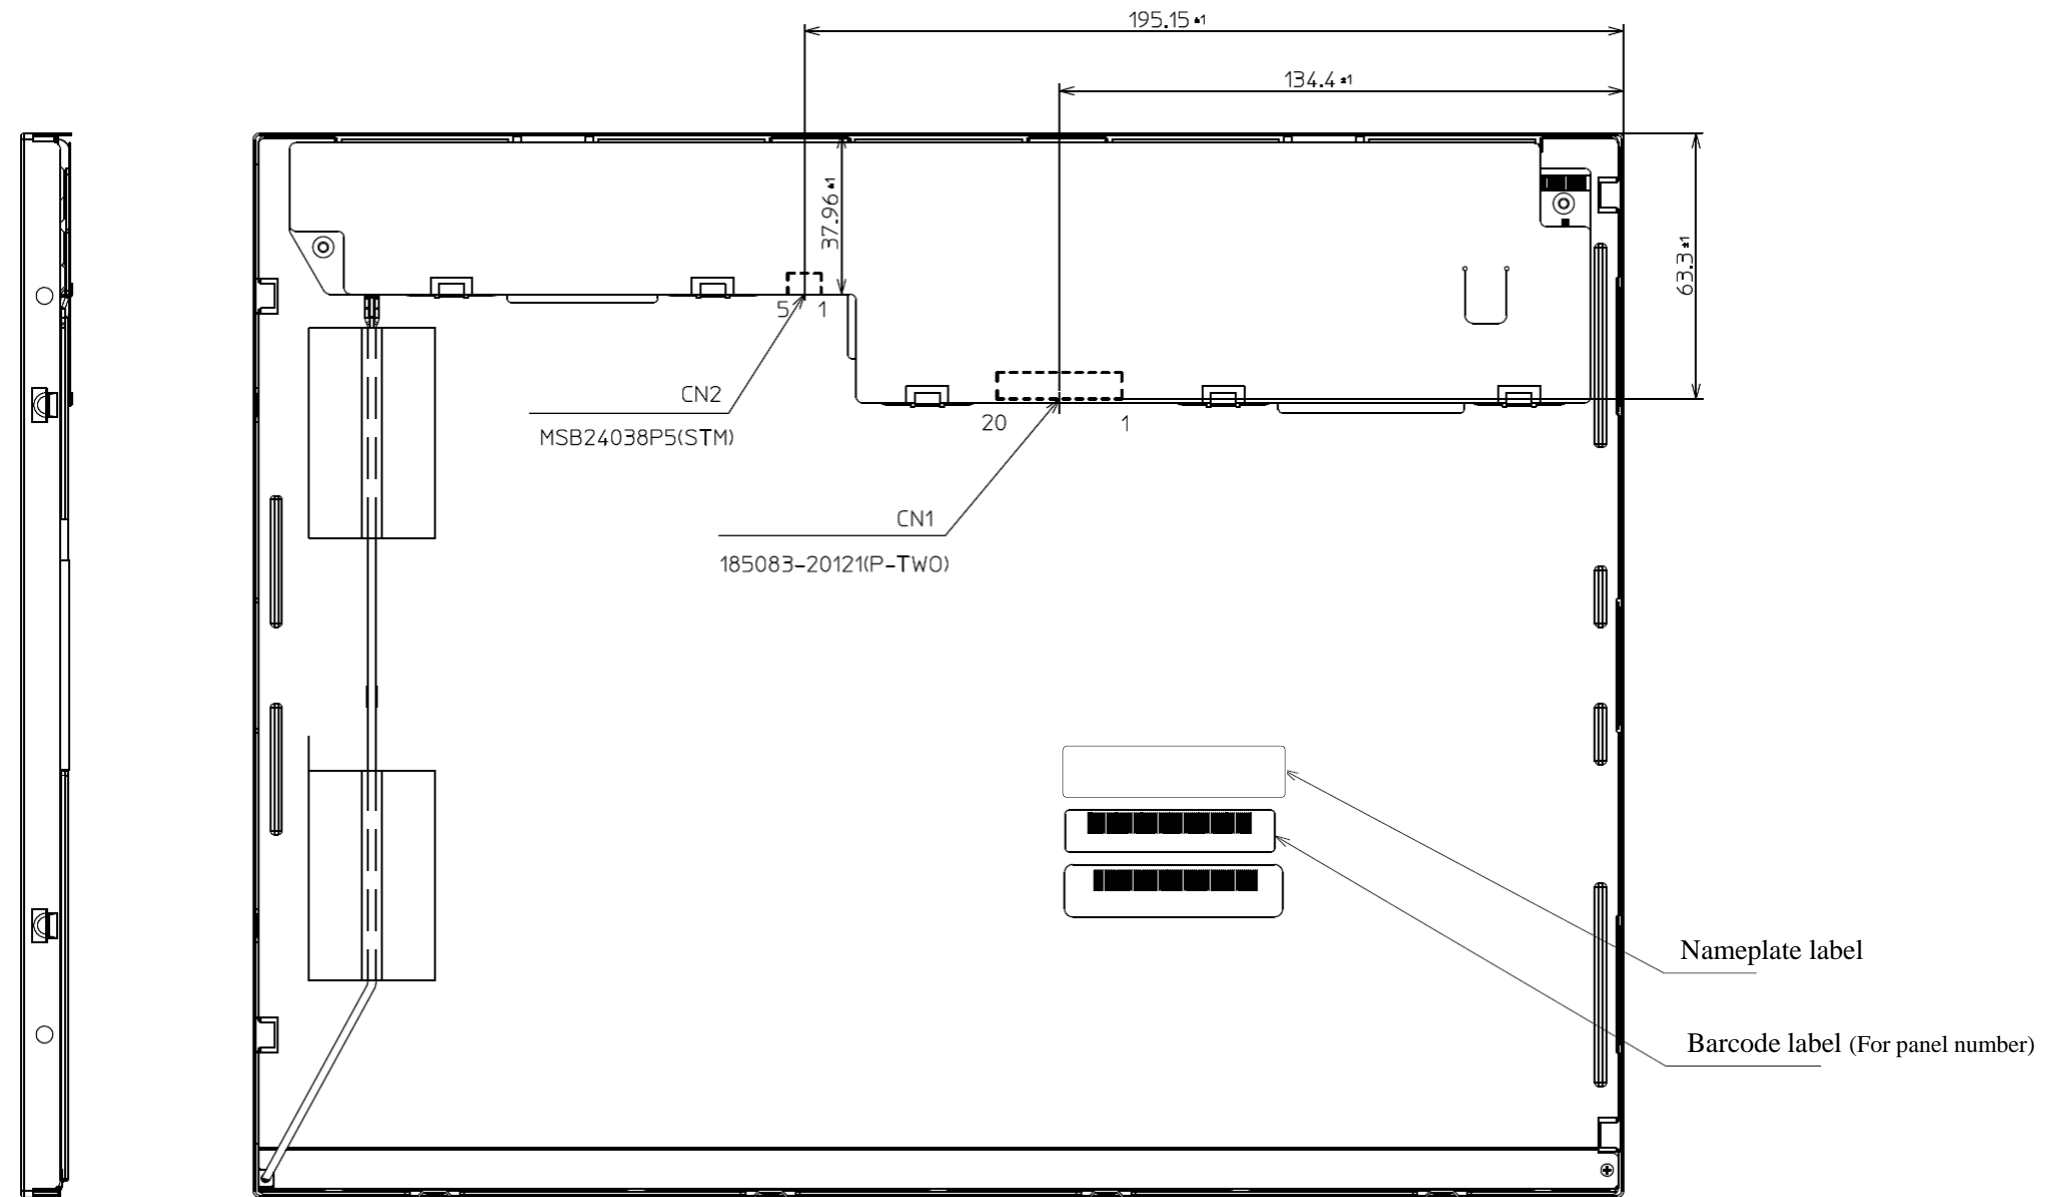 195.15 ±1
134.4 ±1
37.96 ±1
63.3 ±1
5 1
CN2
MSB24038P5(STM)
20 1
CN1
185083-20121(P-TWO)
Nameplate label
Barcode label (For panel number)